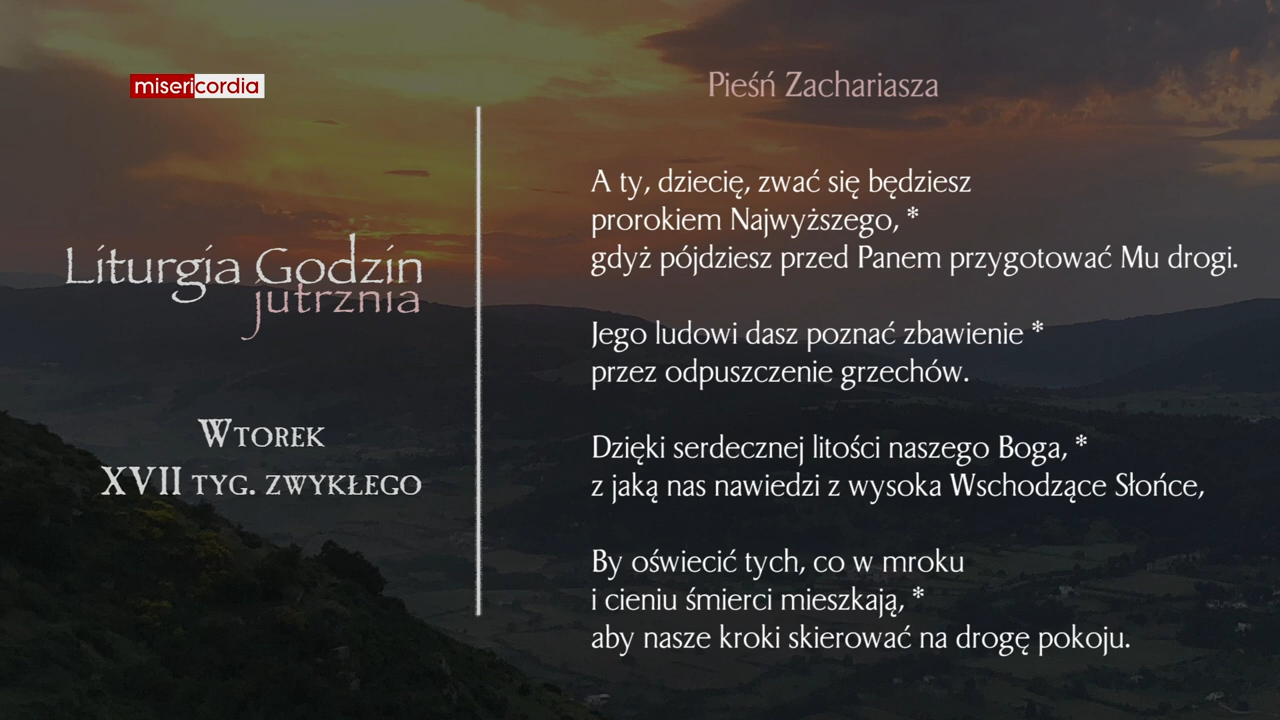 misericordia
Liturgia Godzin
jutrznia
Wtorek
XVII tyg. zwykłego
Pieśń Zachariasza
A ty, dziecię, zwać się będziesz
prorokiem Najwyższego, *
gdyż pójdziesz przed Panem przygotować Mu drogi.
Jego ludowi dasz poznać zbawienie *
przez odpuszczenie grzechów.
Dzięki serdecznej litości naszego Boga, *
z jaką nas nawiedzi z wysoka Wschodzące Słońce,
By oświecić tych, co w mroku
i cieniu śmierci mieszkają, *
aby nasze kroki skierować na drogę pokoju.